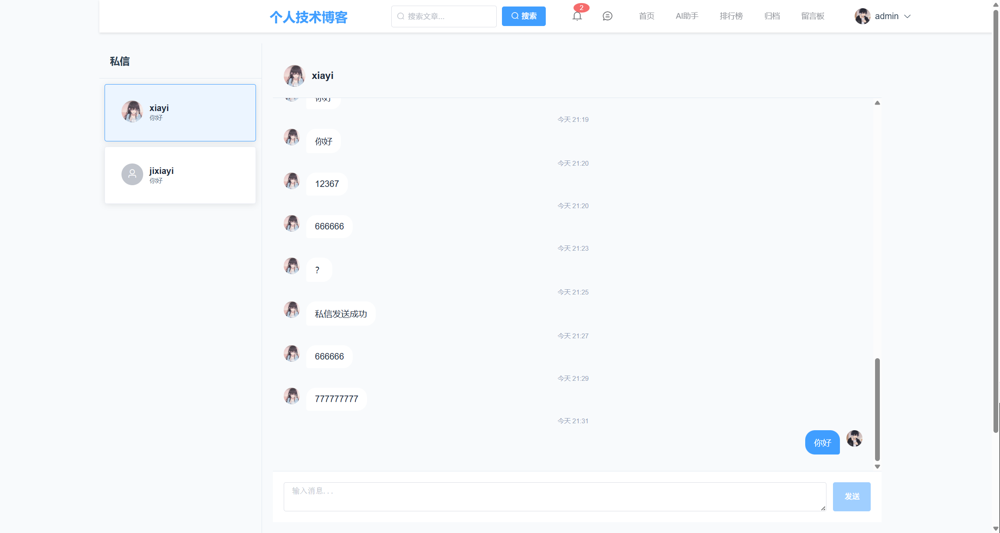 个人技术博客
搜索文章...
搜索
2
首页
AI助手
排行榜
归档
留言板
admin
私信
xiayi
你好
jixiayi
你好
xiayi
你好
今天 21:19
你好
今天 21:20
12367
今天 21:20
666666
今天 21:23
？
今天 21:25
私信发送成功
今天 21:27
666666
今天 21:29
777777777
今天 21:31
你好
输入消息...
发送